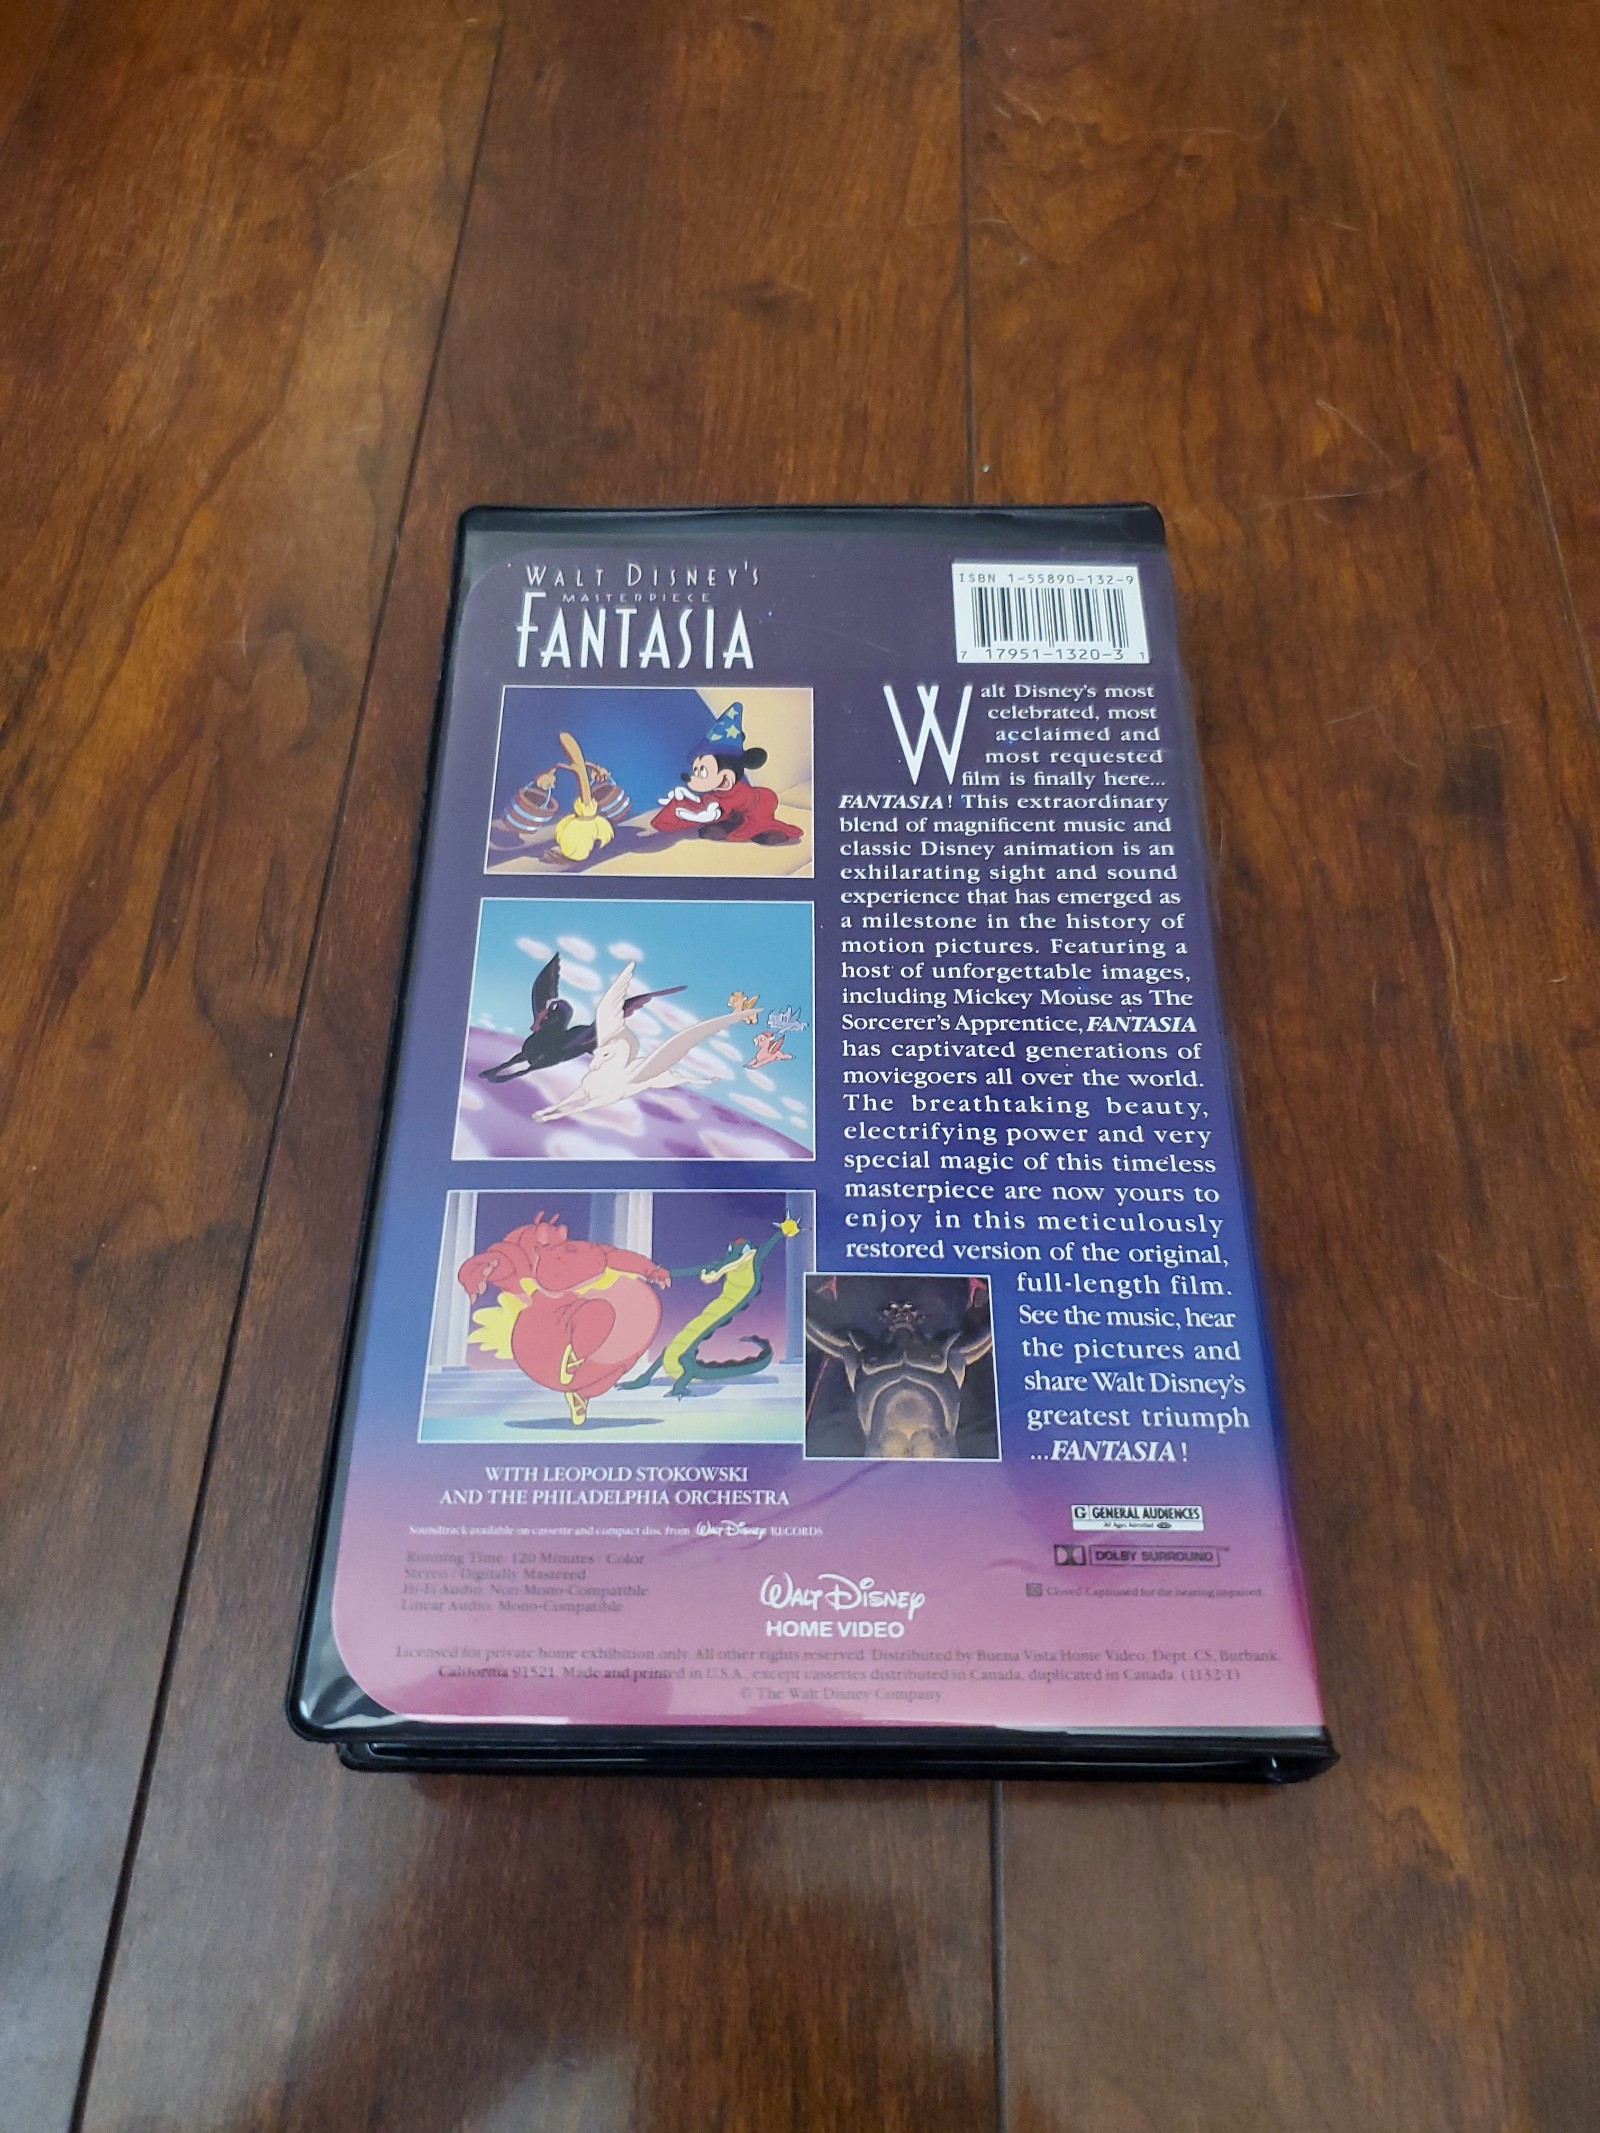 WALT DISNEY'S
MASTERPIECE
FANTASIA
ISBN 1-55890-132-9
7 17951-1320-3 1
Walt Disney's most
celebrated, most
acclaimed and
most requested
film is finally here...
FANTASIA! This extraordinary
blend of magnificent music and
classic Disney animation is an
exhilarating sight and sound
experience that has emerged as
a milestone in the history of
motion pictures. Featuring a
host of unforgettable images,
including Mickey Mouse as The
Sorcerer's Apprentice, FANTASIA
has captivated generations of
moviegoers all over the world.
The breathtaking beauty,
electrifying power and very
special magic of this timeless
masterpiece are now yours to
enjoy in this meticulously
restored version of the original,
full-length film.
See the music, hear
the pictures and
share Walt Disney's
greatest triumph
...FANTASIA!
WITH LEOPOLD STOKOWSKI
AND THE PHILADELPHIA ORCHESTRA
Soundtrack available on cassette and compact disc from Walt Disney RECORDS
Running Time: 120 Minutes / Color
Stereo / Digitally Mastered
Hi-Fi Audio: Non-Mono-Compatible
Linear Audio: Mono-Compatible
G GENERAL AUDIENCES
All Ages Admitted
DOLBY SURROUND™
Closed Captioned for the hearing impaired.
WALT DISNEY
HOME VIDEO
Licensed for private home exhibition only. All other rights reserved. Distributed by Buena Vista Home Video, Dept. CS, Burbank,
California 91521. Made and printed in U.S.A., except cassettes distributed in Canada, duplicated in Canada. (1132-1)
© The Walt Disney Company